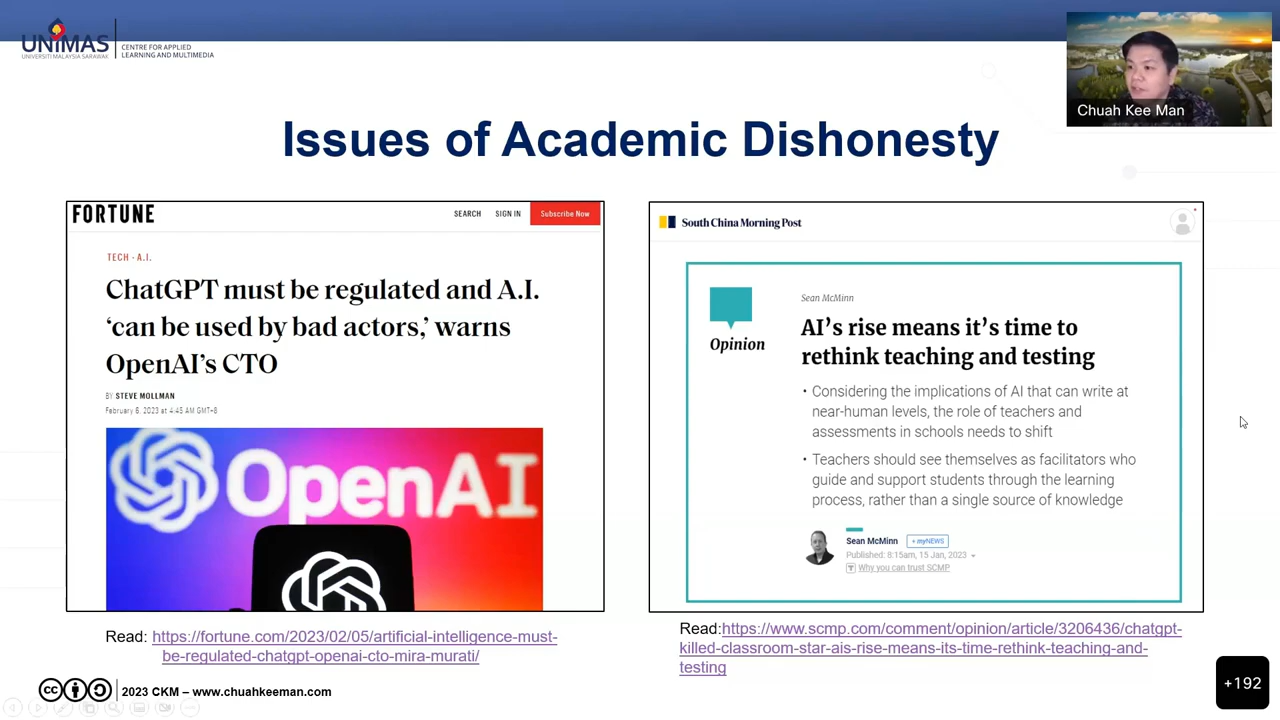 UNIMAS
UNIVERSITI MALAYSIA SARAWAK
CENTRE FOR APPLIED
LEARNING AND MULTIMEDIA
Chuah Kee Man
Issues of Academic Dishonesty
FORTUNE
SEARCH SIGN IN Subscribe Now
TECH - A.I.
ChatGPT must be regulated and A.I.
‘can be used by bad actors,’ warns
OpenAI’s CTO
BY STEVE MOLLMAN
February 6, 2023 at 4:45 AM GMT+8
OpenAI
Read: https://fortune.com/2023/02/05/artificial-intelligence-must-
be-regulated-chatgpt-openai-cto-mira-murati/
South China Morning Post
Opinion
Sean McMinn
AI’s rise means it’s time to
rethink teaching and testing
• Considering the implications of AI that can write at
near-human levels, the role of teachers and
assessments in schools needs to shift
• Teachers should see themselves as facilitators who
guide and support students through the learning
process, rather than a single source of knowledge
Sean McMinn + myNEWS
Published: 8:15am, 15 Jan, 2023
Why you can trust SCMP
Read:https://www.scmp.com/comment/opinion/article/3206436/chatgpt-
killed-classroom-star-ais-rise-means-its-time-rethink-teaching-and-
testing
cc 2023 CKM – www.chuahkeeman.com
+192